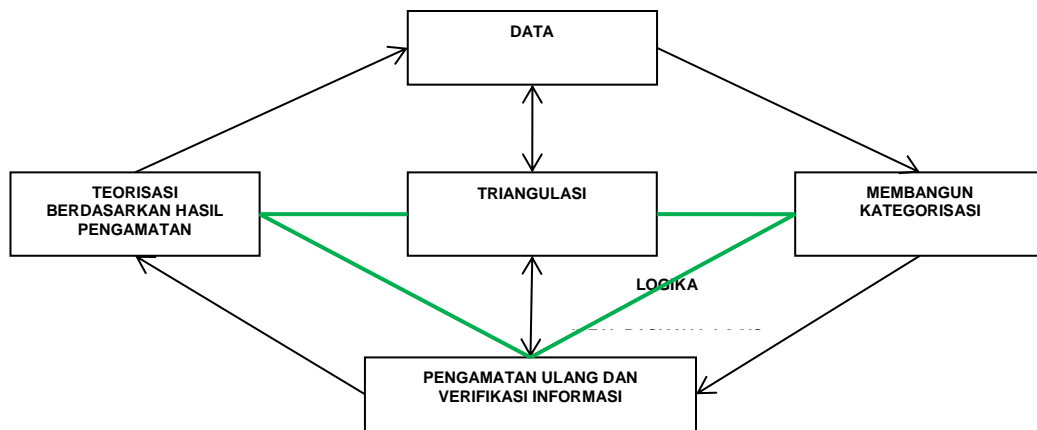 DATA
TEORISASI
BERDASARKAN HASIL
PENGAMATAN
TRIANGULASI
MEMBANGUN
KATEGORISASI
LOGIKA
PENGAMATAN ULANG DAN
VERIFIKASI INFORMASI